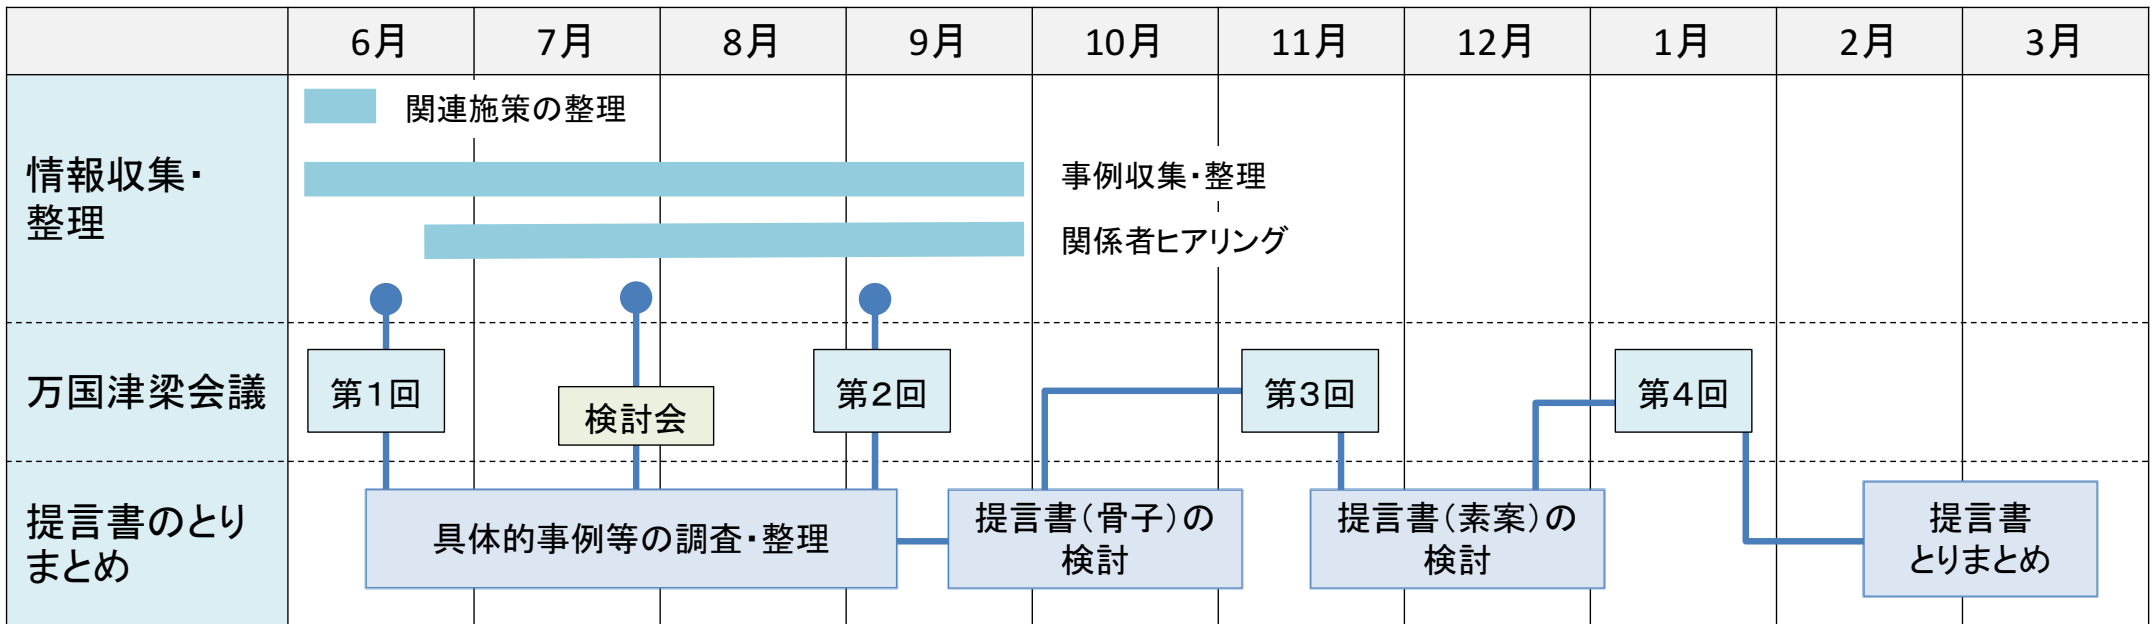 6月 7月 8月 9月 10月 11月 12月 1月 2月 3月
情報収集・
整理
関連施策の整理
事例収集・整理
関係者ヒアリング
万国津梁会議
第1回
検討会
第2回
第3回
第4回
提言書のとり
まとめ
具体的事例等の調査・整理
提言書(骨子)の
検討
提言書(素案)の
検討
提言書
とりまとめ